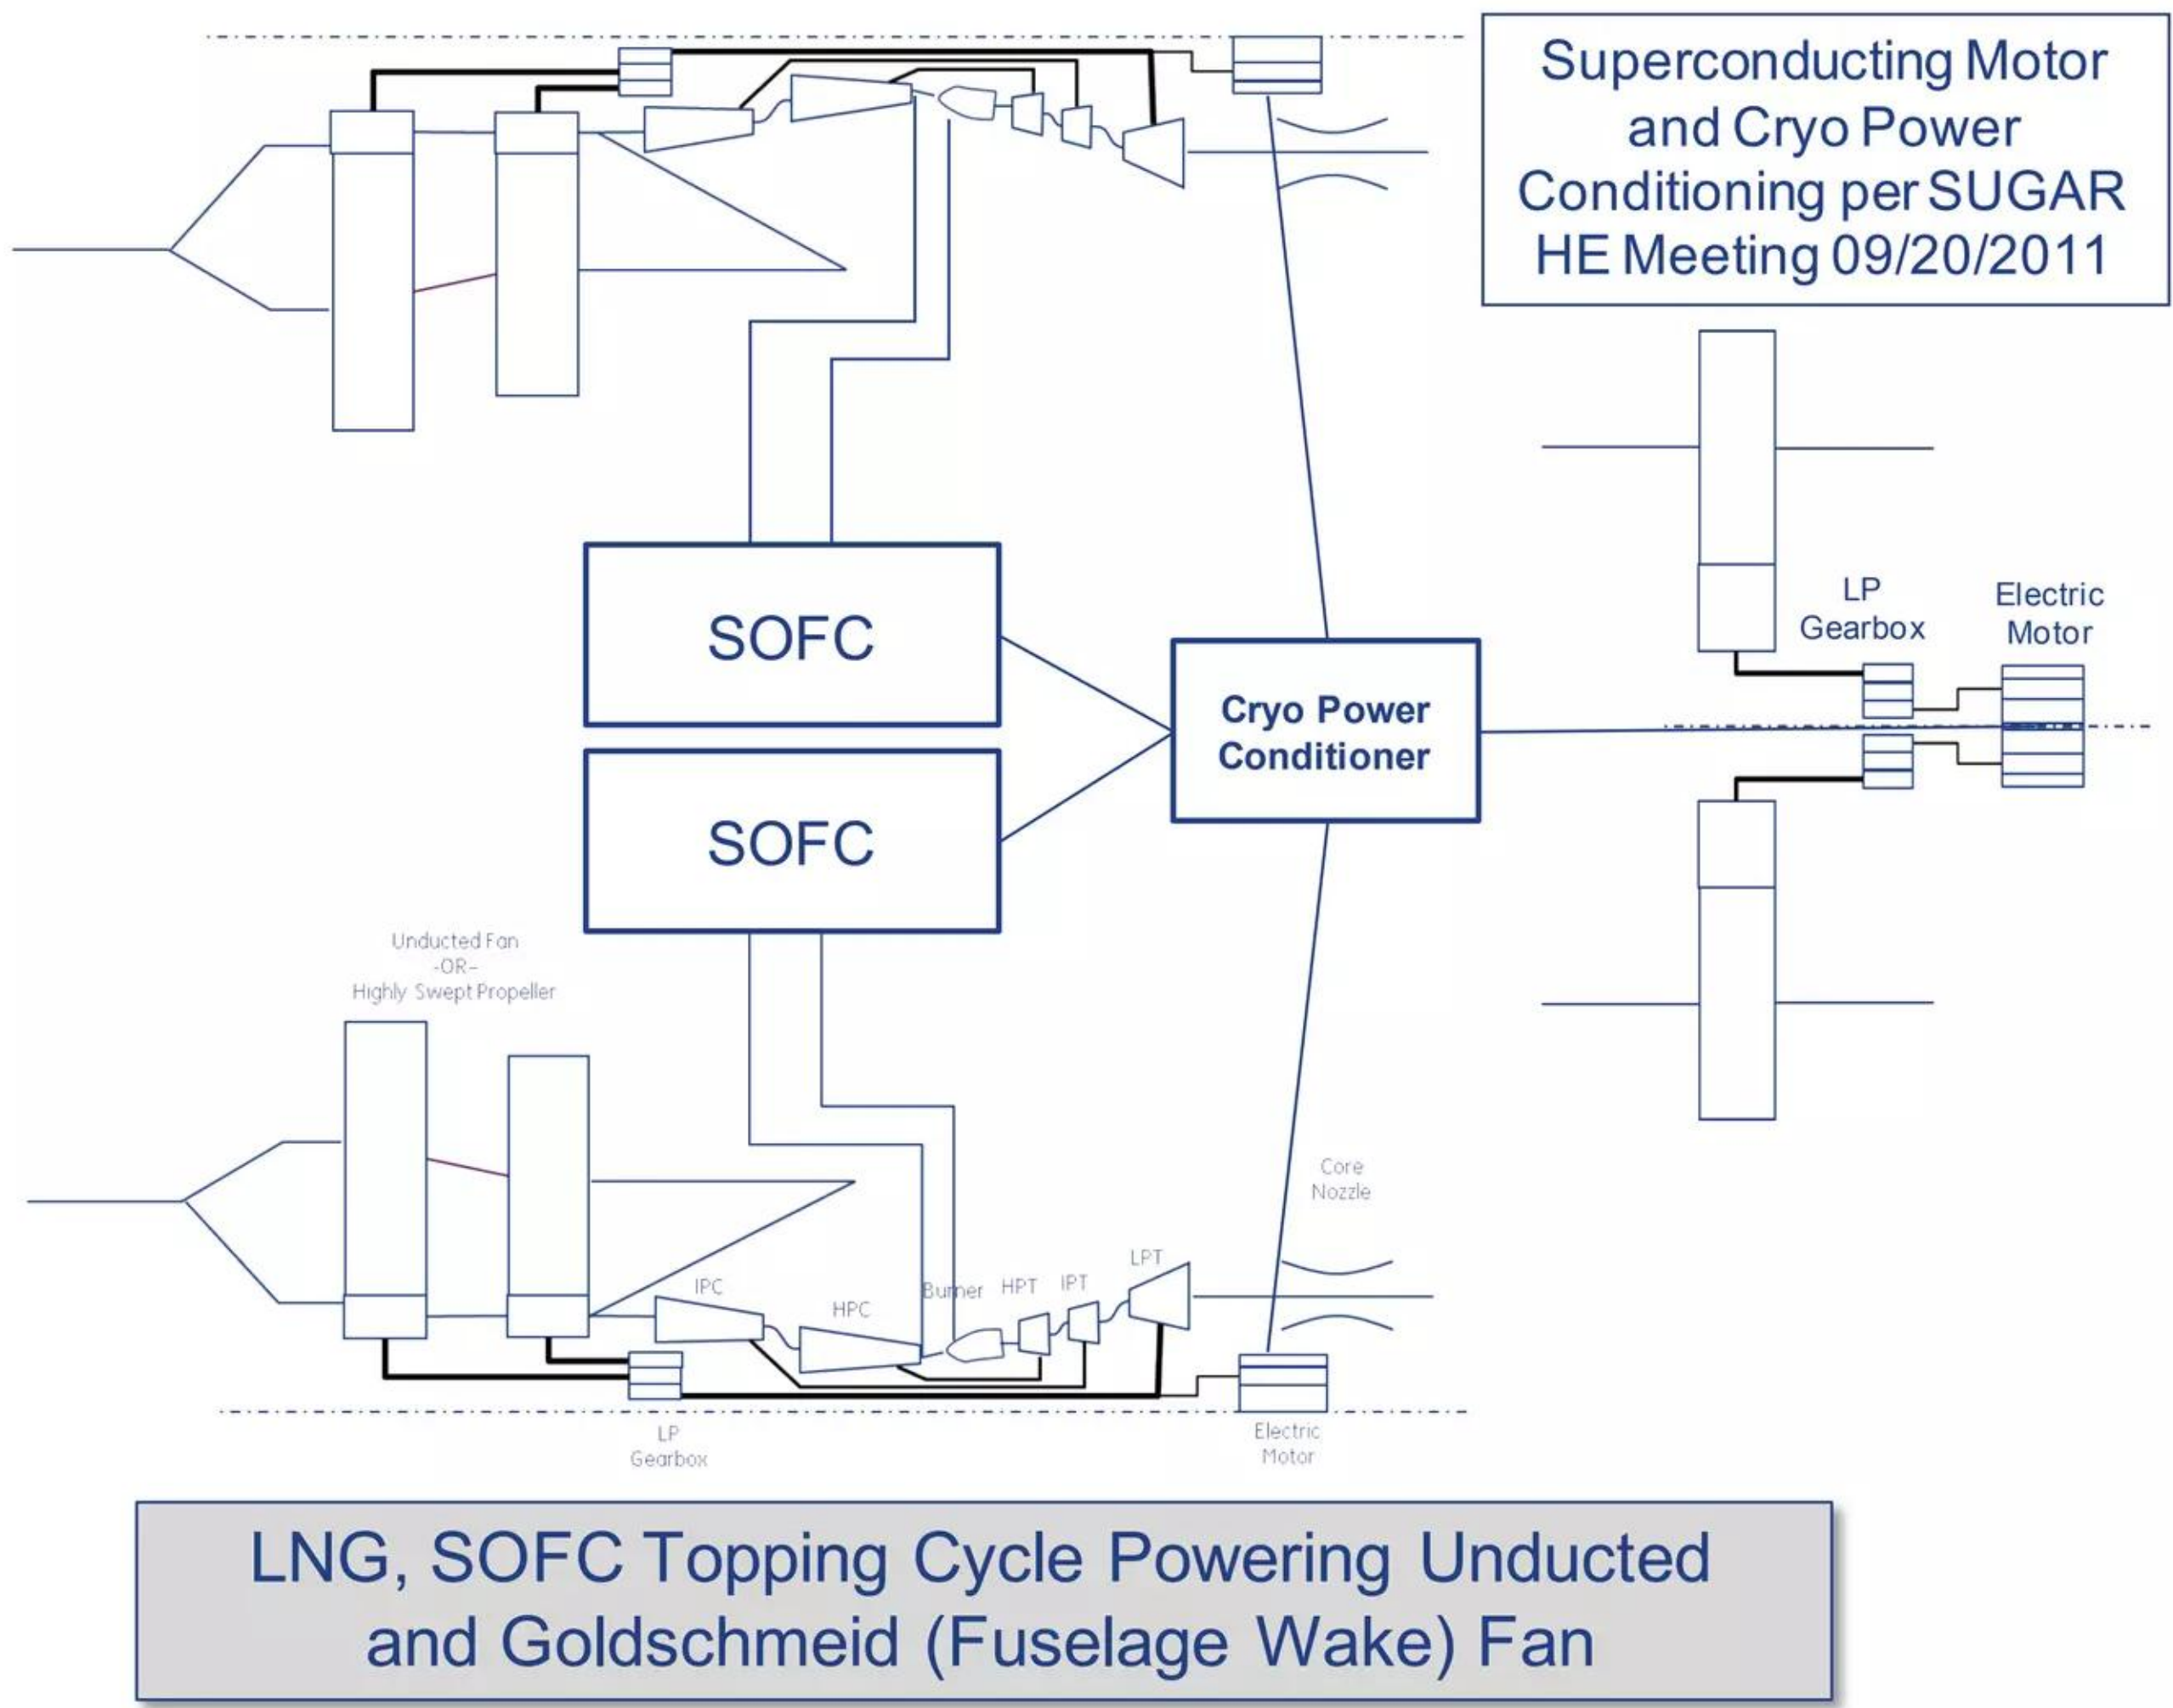 Superconducting Motor
and Cryo Power
Conditioning per SUGAR
HE Meeting 09/20/2011
LP
Gearbox
Electric
Motor
SOFC
Cryo Power
Conditioner
SOFC
Unducted Fan
-OR-
Highly Swept Propeller
Core
Nozzle
LPT
IPC
HPC
Burner
HPT
IPT
LP
Gearbox
Electric
Motor
LNG, SOFC Topping Cycle Powering Unducted
and Goldschmeid (Fuselage Wake) Fan